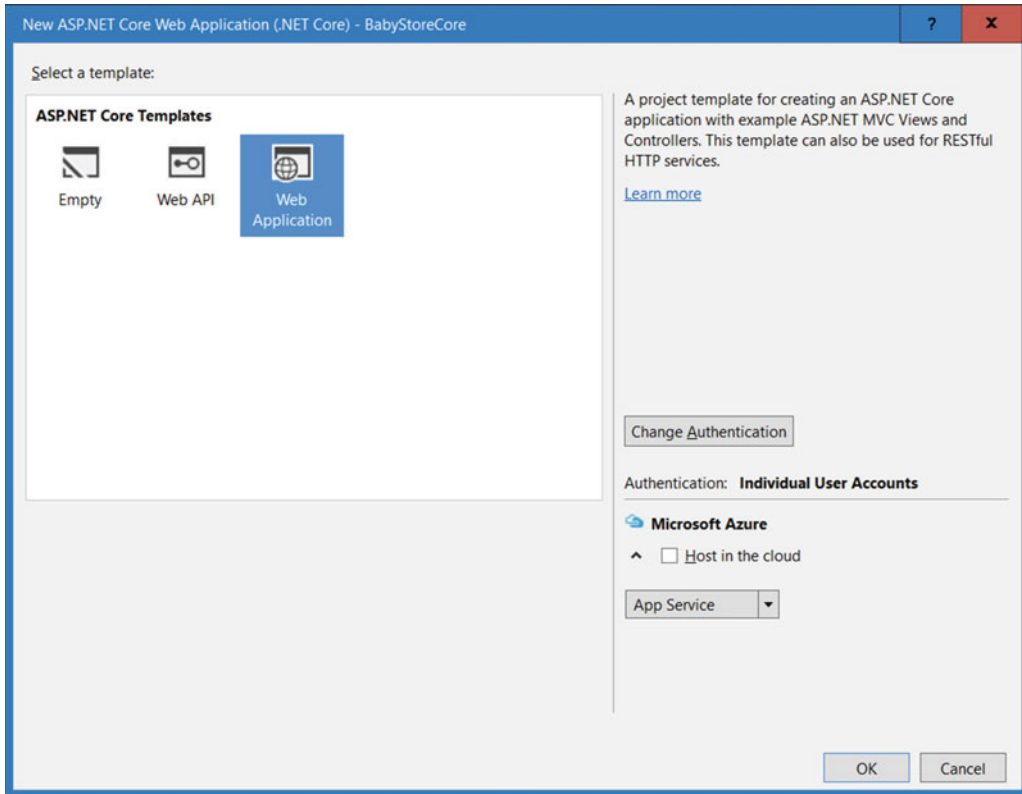 New ASP.NET Core Web Application (.NET Core) - BabyStoreCore
? x
Select a template:
ASP.NET Core Templates
Empty
Web API
Web
Application
A project template for creating an ASP.NET Core
application with example ASP.NET MVC Views and
Controllers. This template can also be used for RESTful
HTTP services.
Learn more
Change Authentication
Authentication: Individual User Accounts
Microsoft Azure
Host in the cloud
App Service
OK
Cancel